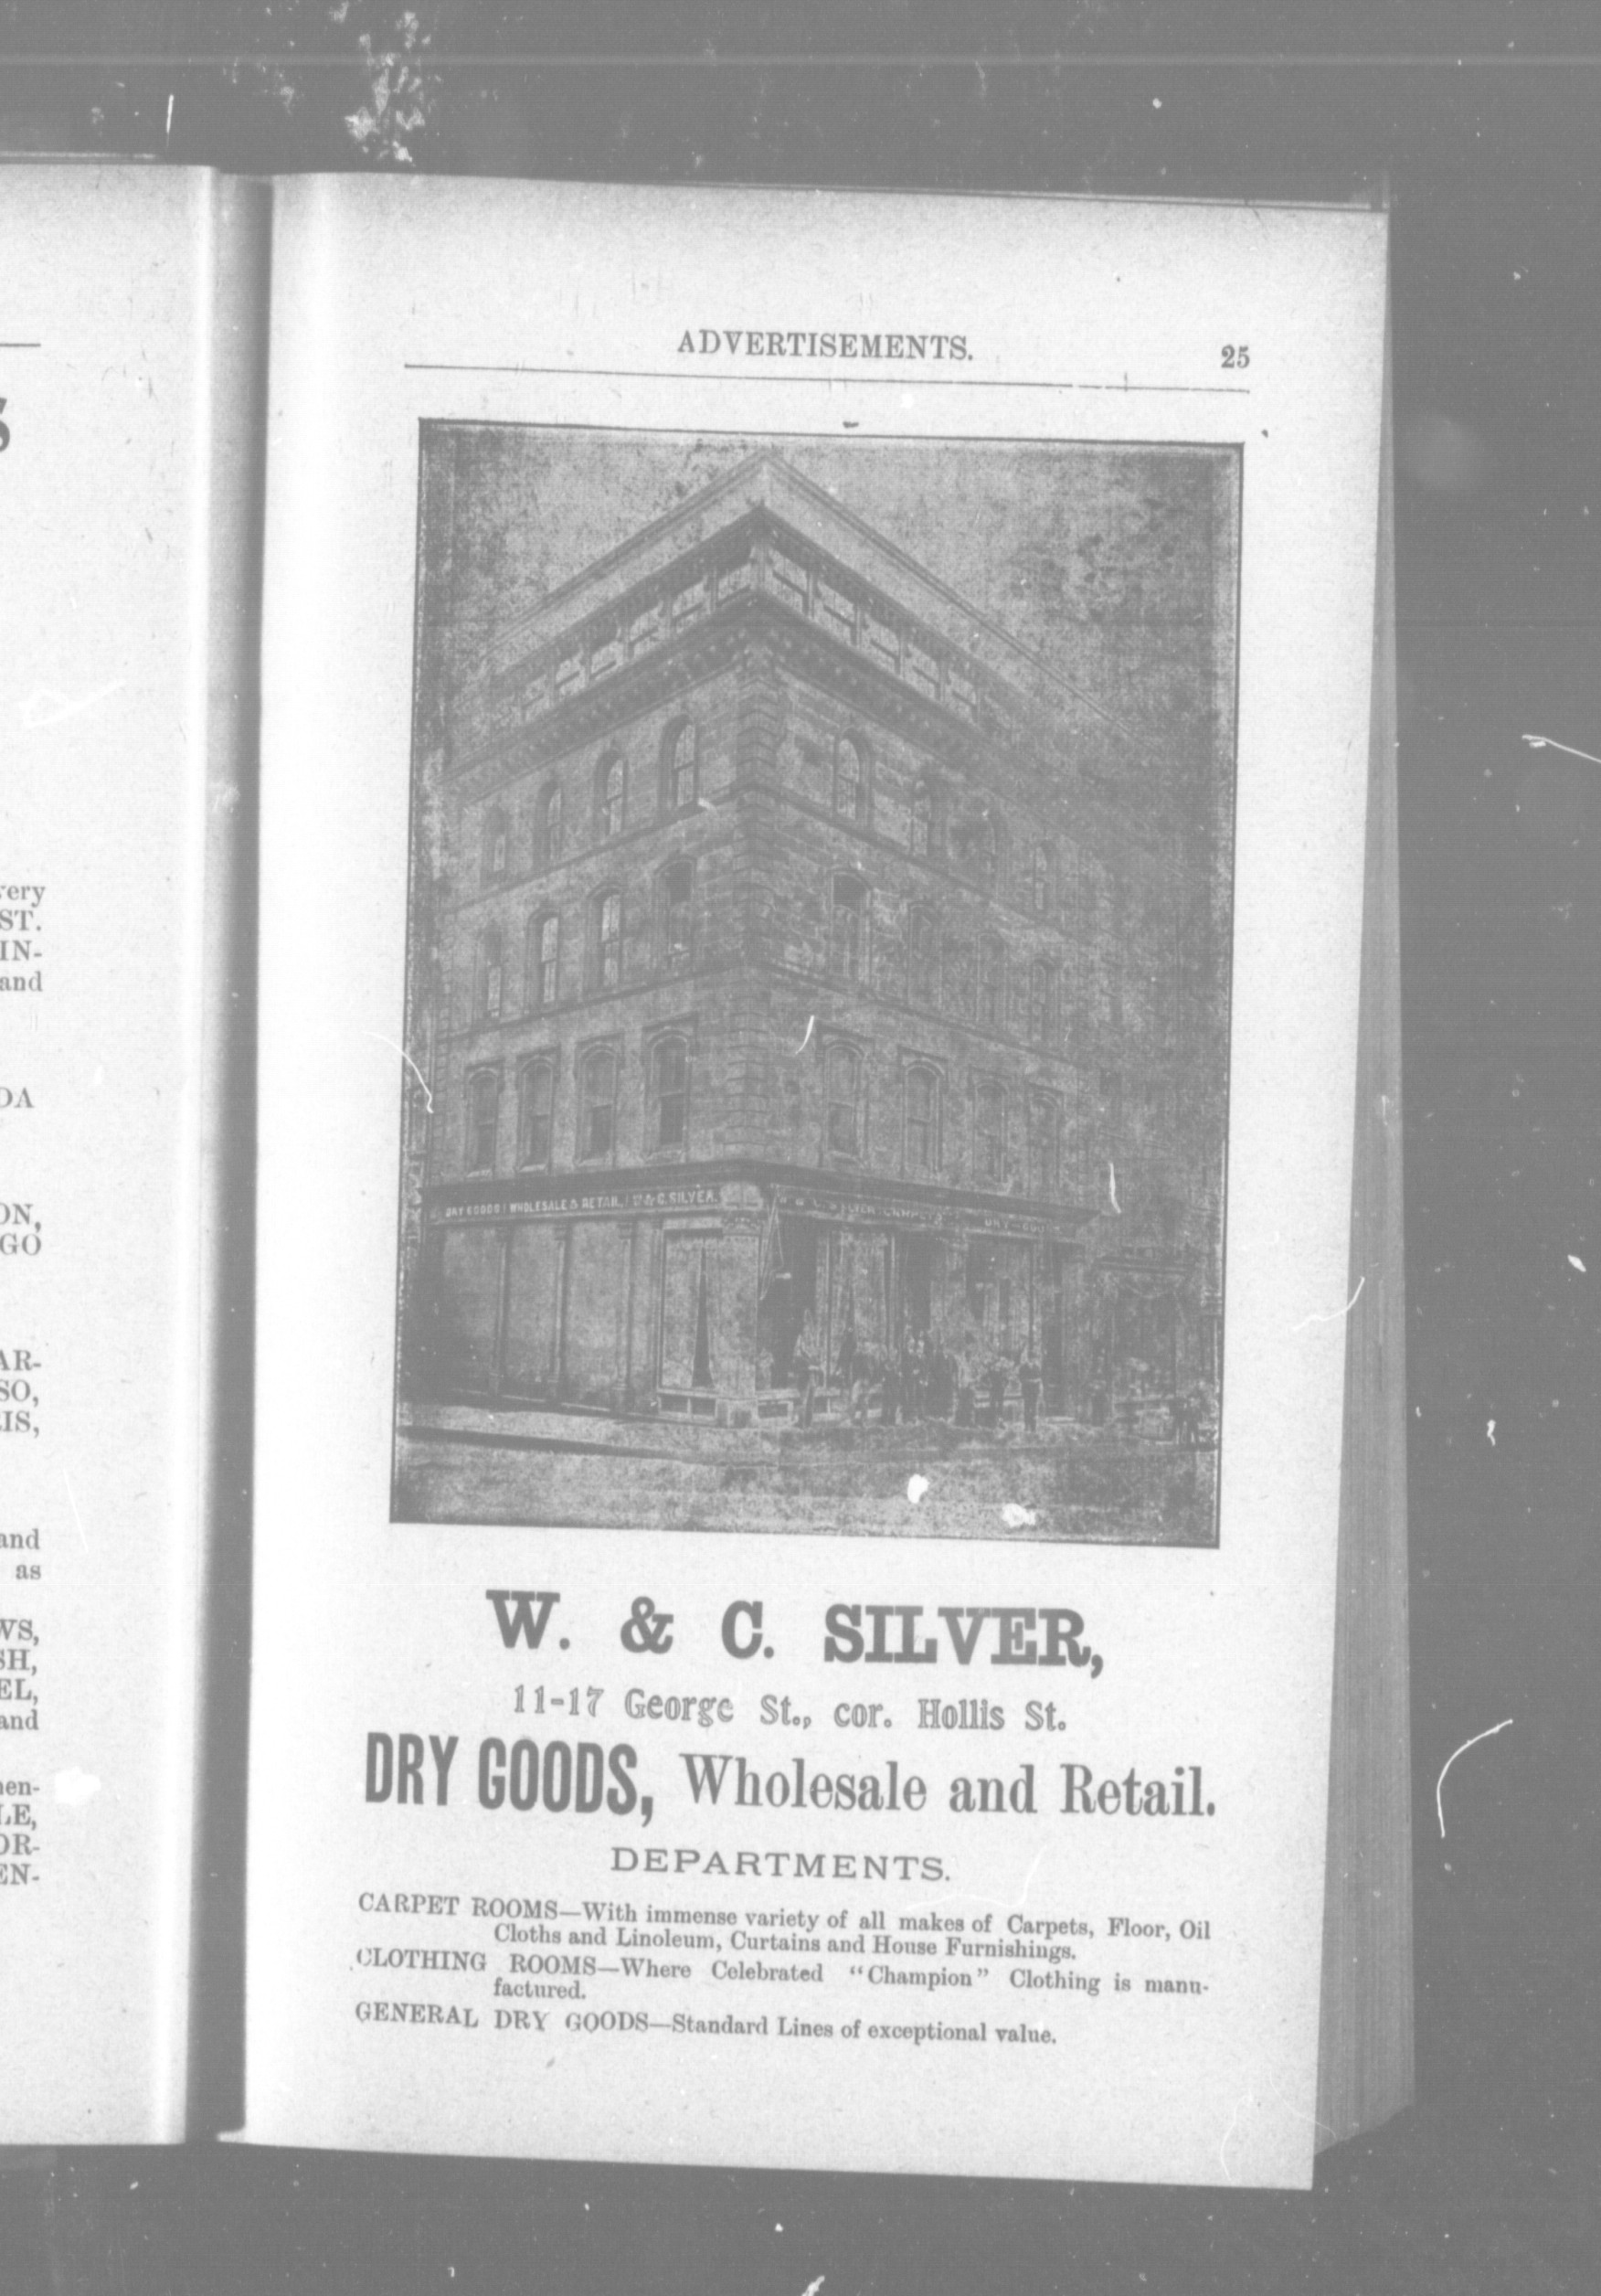 very
ST.
IN-
and
DA
ON,
GO
AR-
SO,
IS,
and
as
WS,
SH,
EL,
and
nen-
LE,
OR-
EN-
ADVERTISEMENTS. 25
DRY GOODS WHOLESALE & RETAIL W & C. SILVER.
W. & C. SILVER,
11-17 George St., cor. Hollis St.
DRY GOODS, Wholesale and Retail.
DEPARTMENTS.
CARPET ROOMS—With immense variety of all makes of Carpets, Floor, Oil
Cloths and Linoleum, Curtains and House Furnishings.
CLOTHING ROOMS—Where Celebrated "Champion" Clothing is manu-
factured.
GENERAL DRY GOODS—Standard Lines of exceptional value.